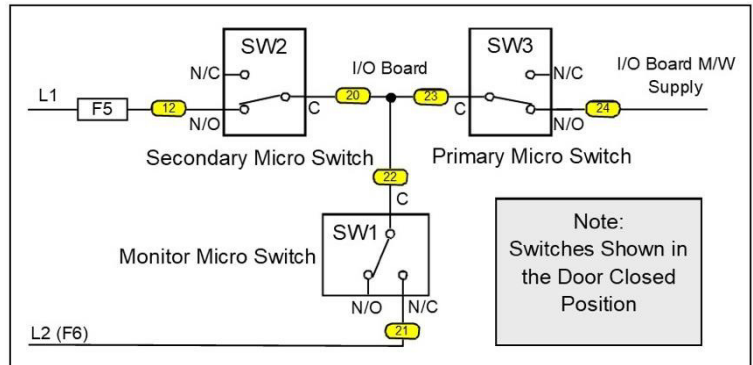 SW2
SW3
N/C
I/O Board
N/C
I/O Board M/W
Supply
L1
F5
12
20
23
24
C
C
N/O
N/O
Secondary Micro Switch
Primary Micro Switch
22
C
SW1
Monitor Micro Switch
N/O
N/C
Note:
Switches Shown in
the Door Closed
Position
L2 (F6)
21